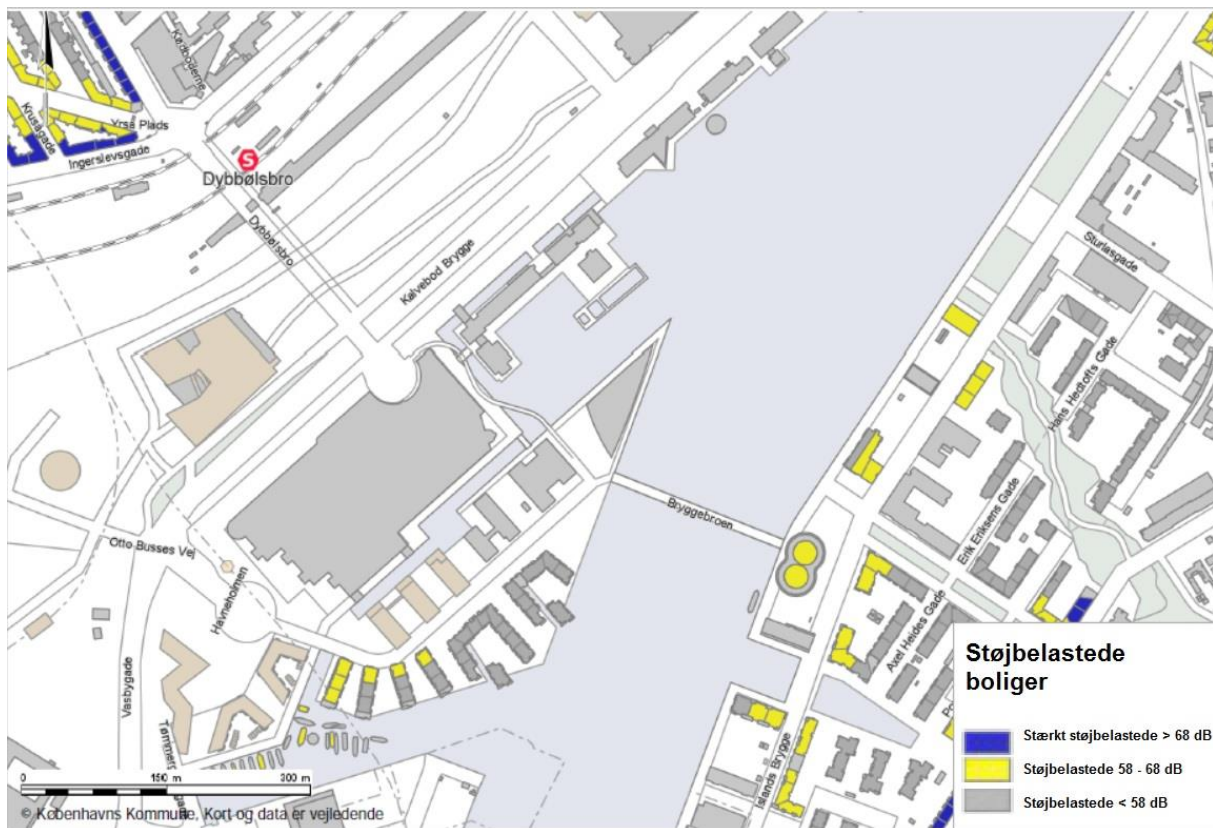 Kødboderne
Krusågade
Yrsa Plads
Ingerslevsgade
S
Dybbølsbro
Dybbølsbro
Kalvebod Brygge
Sturlasgade
Hans Hedtofts Gade
Bryggebroen
Erik Eriksens Gade
Otto Busses Vej
Havneholmen
Axel Heides Gade
Vasbygade
Islands Brygge
Støjbelastede
boliger
Stærkt støjbelastede > 68 dB
Støjbelastede 58 - 68 dB
Støjbelastede < 58 dB
0 150 m 300 m
© Københavns Kommune, Kort og data er vejledende